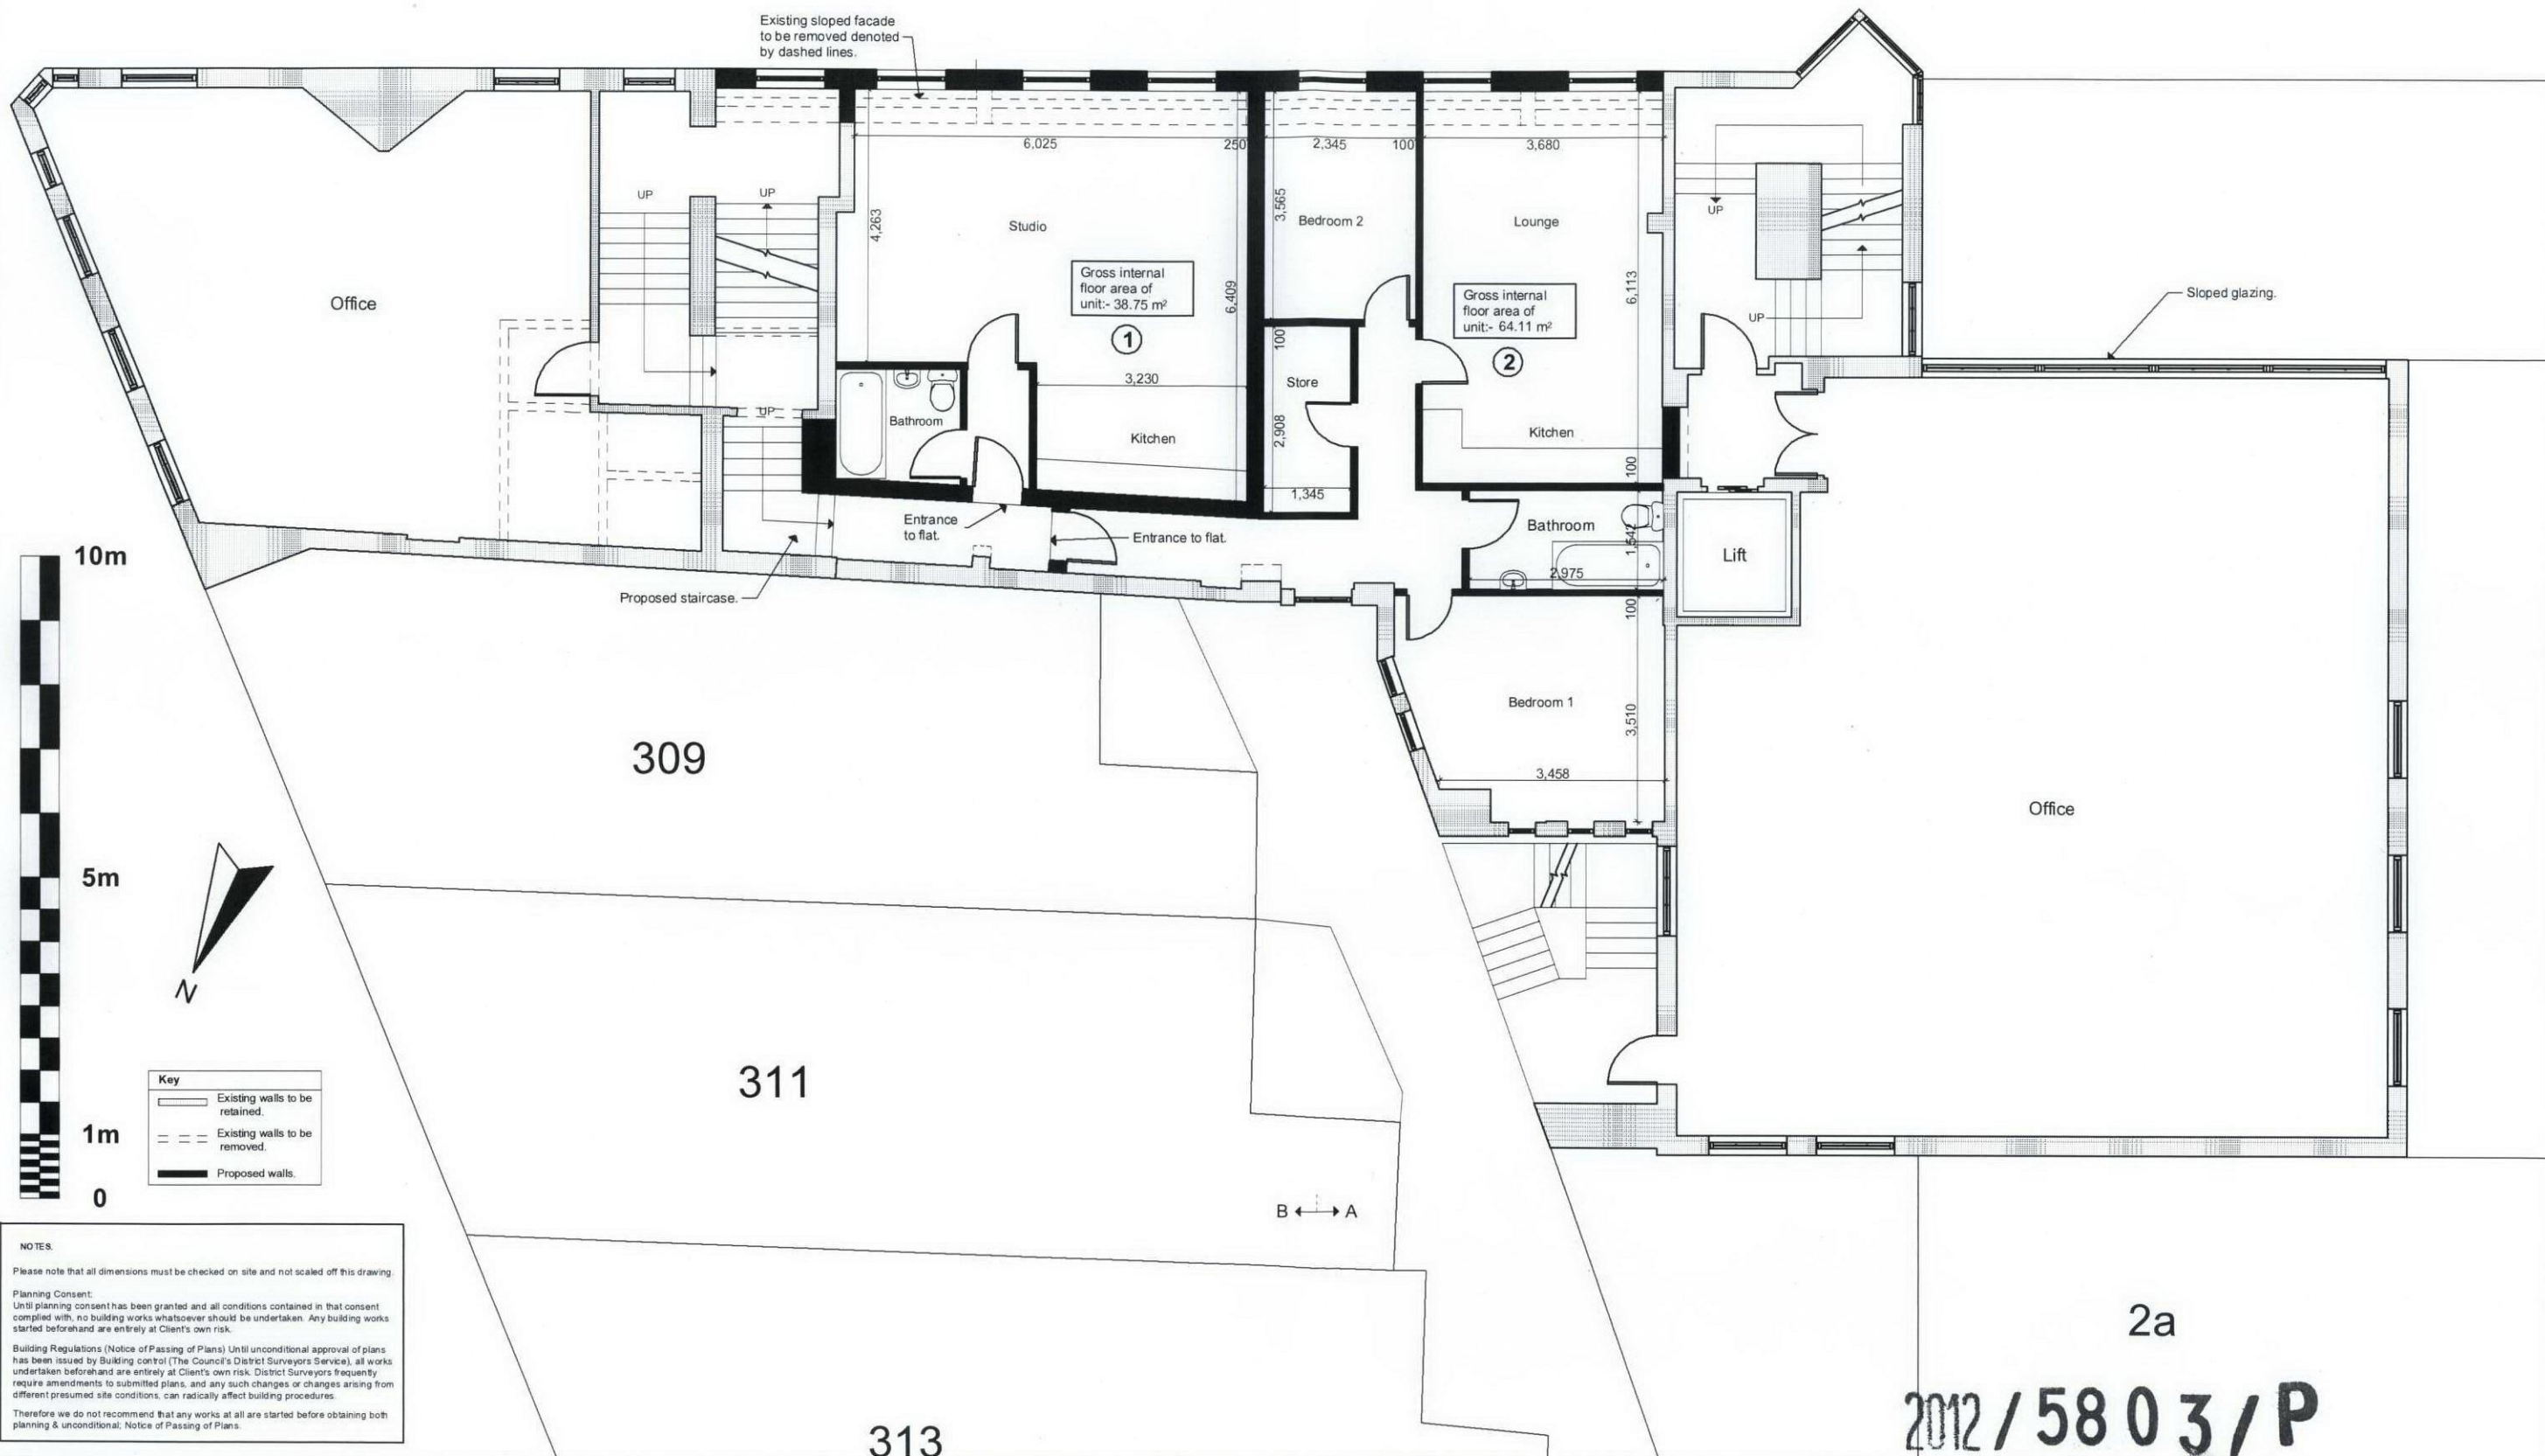 Existing sloped facade
to be removed denoted
by dashed lines.
6,025
250
2,345
100
3,680
UP
UP
4,263
Studio
3,565
Bedroom 2
Lounge
UP
Gross internal
floor area of
unit:- 38.75 m²
1
6,409
Gross internal
floor area of
unit:- 64.11 m²
2
6,113
Sloped glazing.
Office
UP
100
Store
3,230
UP
Bathroom
Kitchen
2,908
Kitchen
100
1,345
Entrance
to flat.
Entrance to flat.
Bathroom
1,542
Lift
2,975
Proposed staircase.
100
10m
Bedroom 1
3,510
3,458
309
Office
5m
N
311
Key
Existing walls to be
retained.
Existing walls to be
removed.
Proposed walls.
1m
0
B
A
NOTES.
Please note that all dimensions must be checked on site and not scaled off this drawing.
Planning Consent:
Until planning consent has been granted and all conditions contained in that consent
complied with, no building works whatsoever should be undertaken. Any building works
started beforehand are entirely at Client's own risk.
Building Regulations (Notice of Passing of Plans) Until unconditional approval of plans
has been issued by Building control (The Council's District Surveyors Service), all works
undertaken beforehand are entirely at Client's own risk. District Surveyors frequently
require amendments to submitted plans, and any such changes or changes arising from
different presumed site conditions, can radically affect building procedures.
Therefore we do not recommend that any works at all are started before obtaining both
planning & unconditional; Notice of Passing of Plans.
313
2a
2012/5803/P